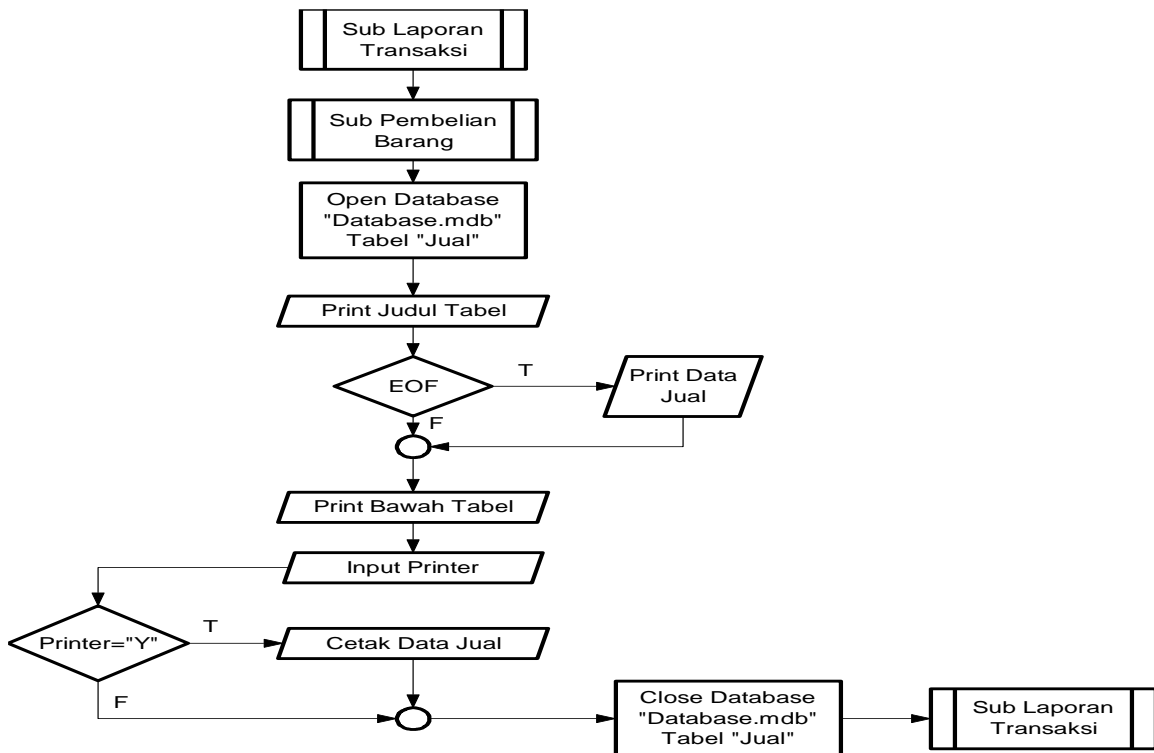 Sub Laporan
Transaksi
Sub Pembelian
Barang
Open Database
"Database.mdb"
Tabel "Jual"
Print Judul Tabel
EOF
T
Print Data
Jual
F
Print Bawah Tabel
Input Printer
Printer="Y"
T
Cetak Data Jual
F
Close Database
"Database.mdb"
Tabel "Jual"
Sub Laporan
Transaksi